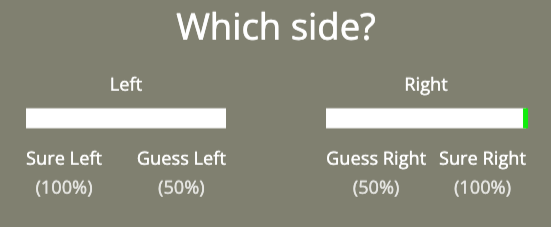 Which side?
Left Right
Sure Left Guess Left Guess Right Sure Right
(100%) (50%) (50%) (100%)